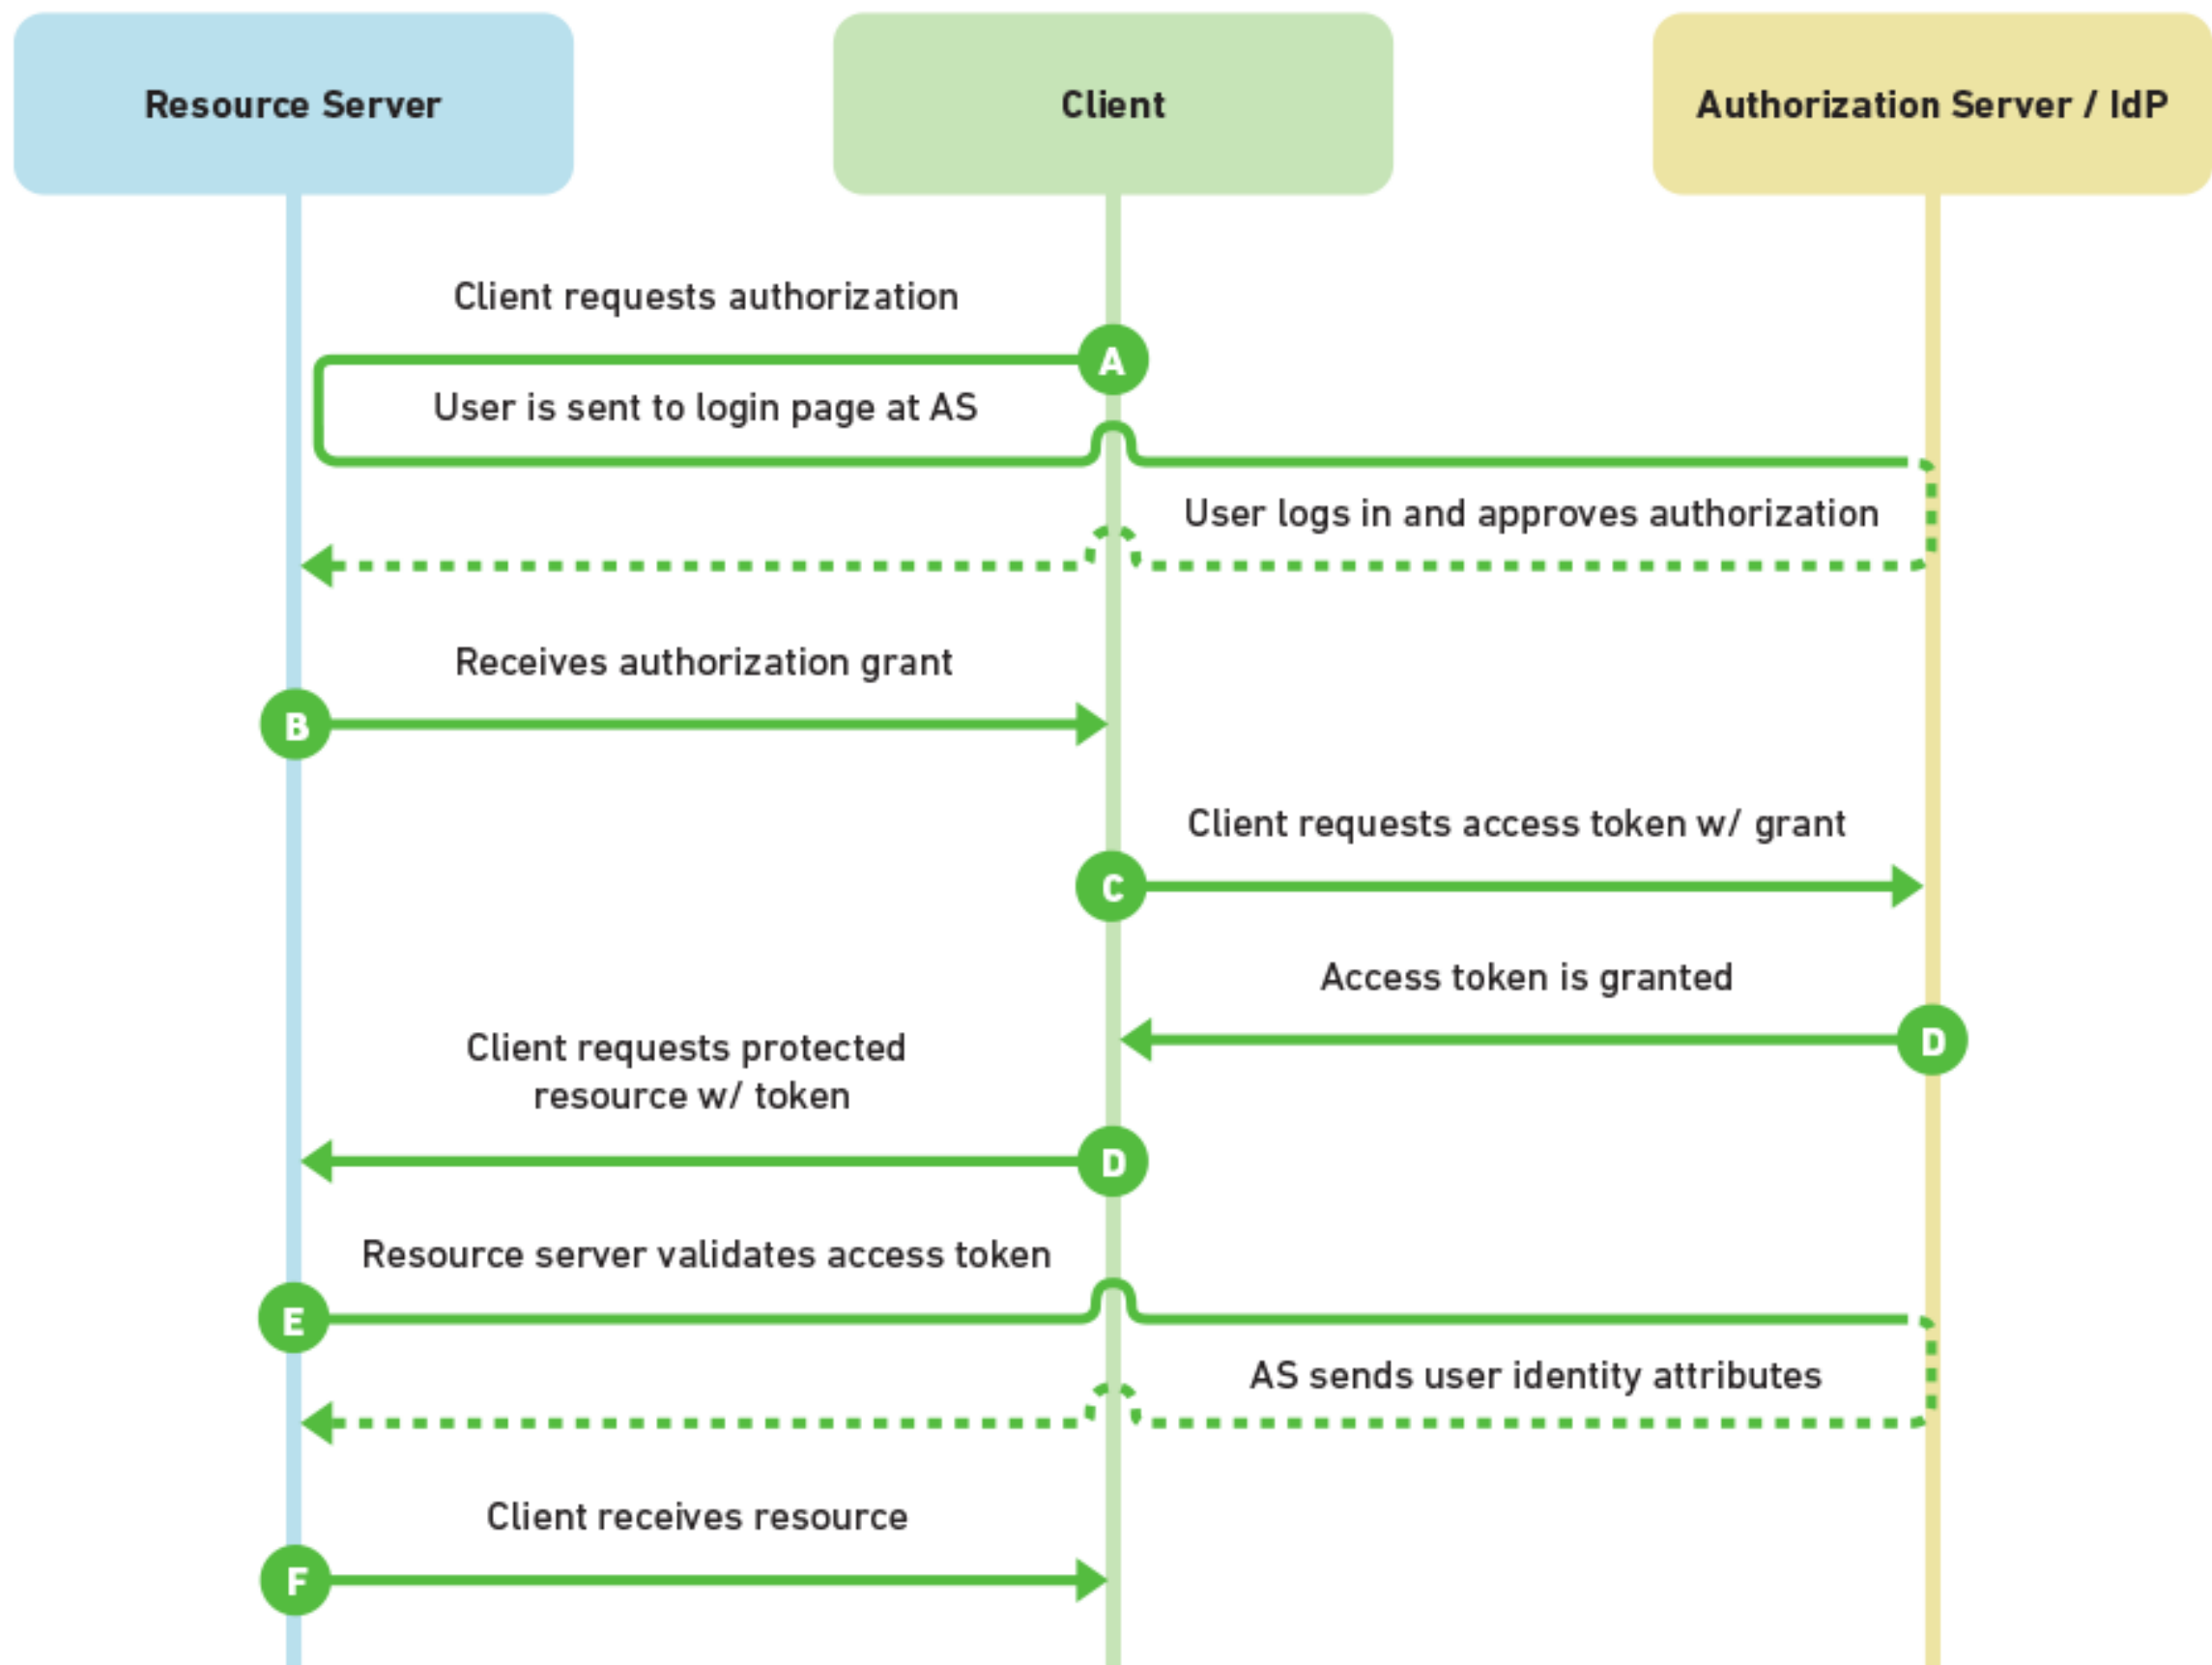 Resource Server
Client
Authorization Server / IdP
Client requests authorization
A
User is sent to login page at AS
User logs in and approves authorization
Receives authorization grant
B
Client requests access token w/ grant
C
Access token is granted
D
Client requests protected
resource w/ token
D
Resource server validates access token
E
AS sends user identity attributes
Client receives resource
F